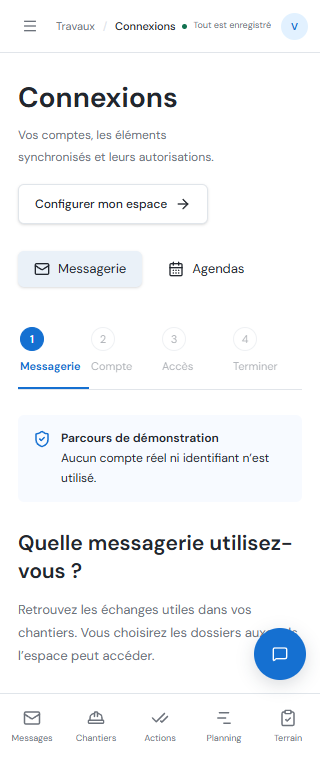 Travaux / Connexions Tout est enregistré V
Connexions
Vos comptes, les éléments
synchronisés et leurs autorisations.
Configurer mon espace
Messagerie Agendas
1 2 3 4
Messagerie Compte Accès Terminer
Parcours de démonstration
Aucun compte réel ni identifiant n’est
utilisé.
Quelle messagerie utilisez-
vous ?
Retrouvez les échanges utiles dans vos
chantiers. Vous choisirez les dossiers
l’espace peut accéder.
Messages Chantiers Actions Planning Terrain